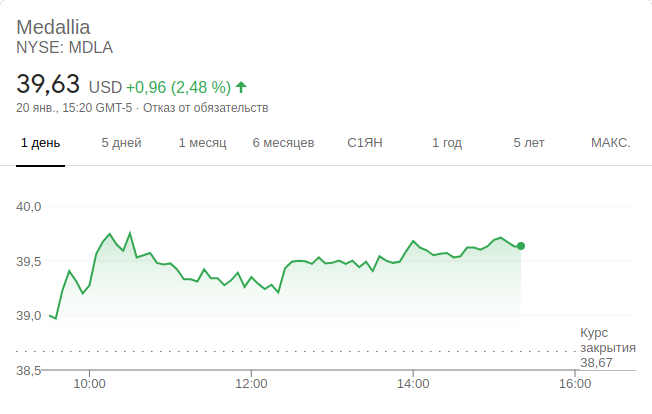 Medallia
NYSE: MDLA
39,63 USD +0,96 (2,48 %)
20 янв., 15:20 GMT-5 · Отказ от обязательств
1 день 5 дней 1 месяц 6 месяцев С1ЯН 1 год 5 лет МАКС.
40,0
39,5
39,0
Курс
закрытия
38,67
38,5
10:00 12:00 14:00 16:00